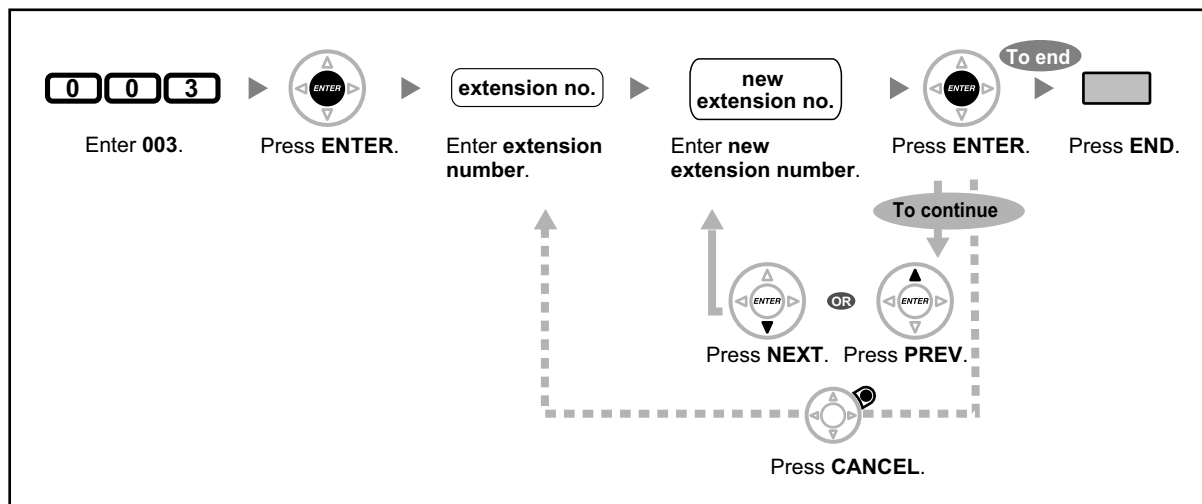 To end
0 0 3
ENTER
extension no.
new
extension no.
ENTER
Enter 003.
Press ENTER.
Enter extension
number.
Enter new
extension number.
Press ENTER.
Press END.
To continue
ENTER
OR
ENTER
Press NEXT.
Press PREV.
Press CANCEL.